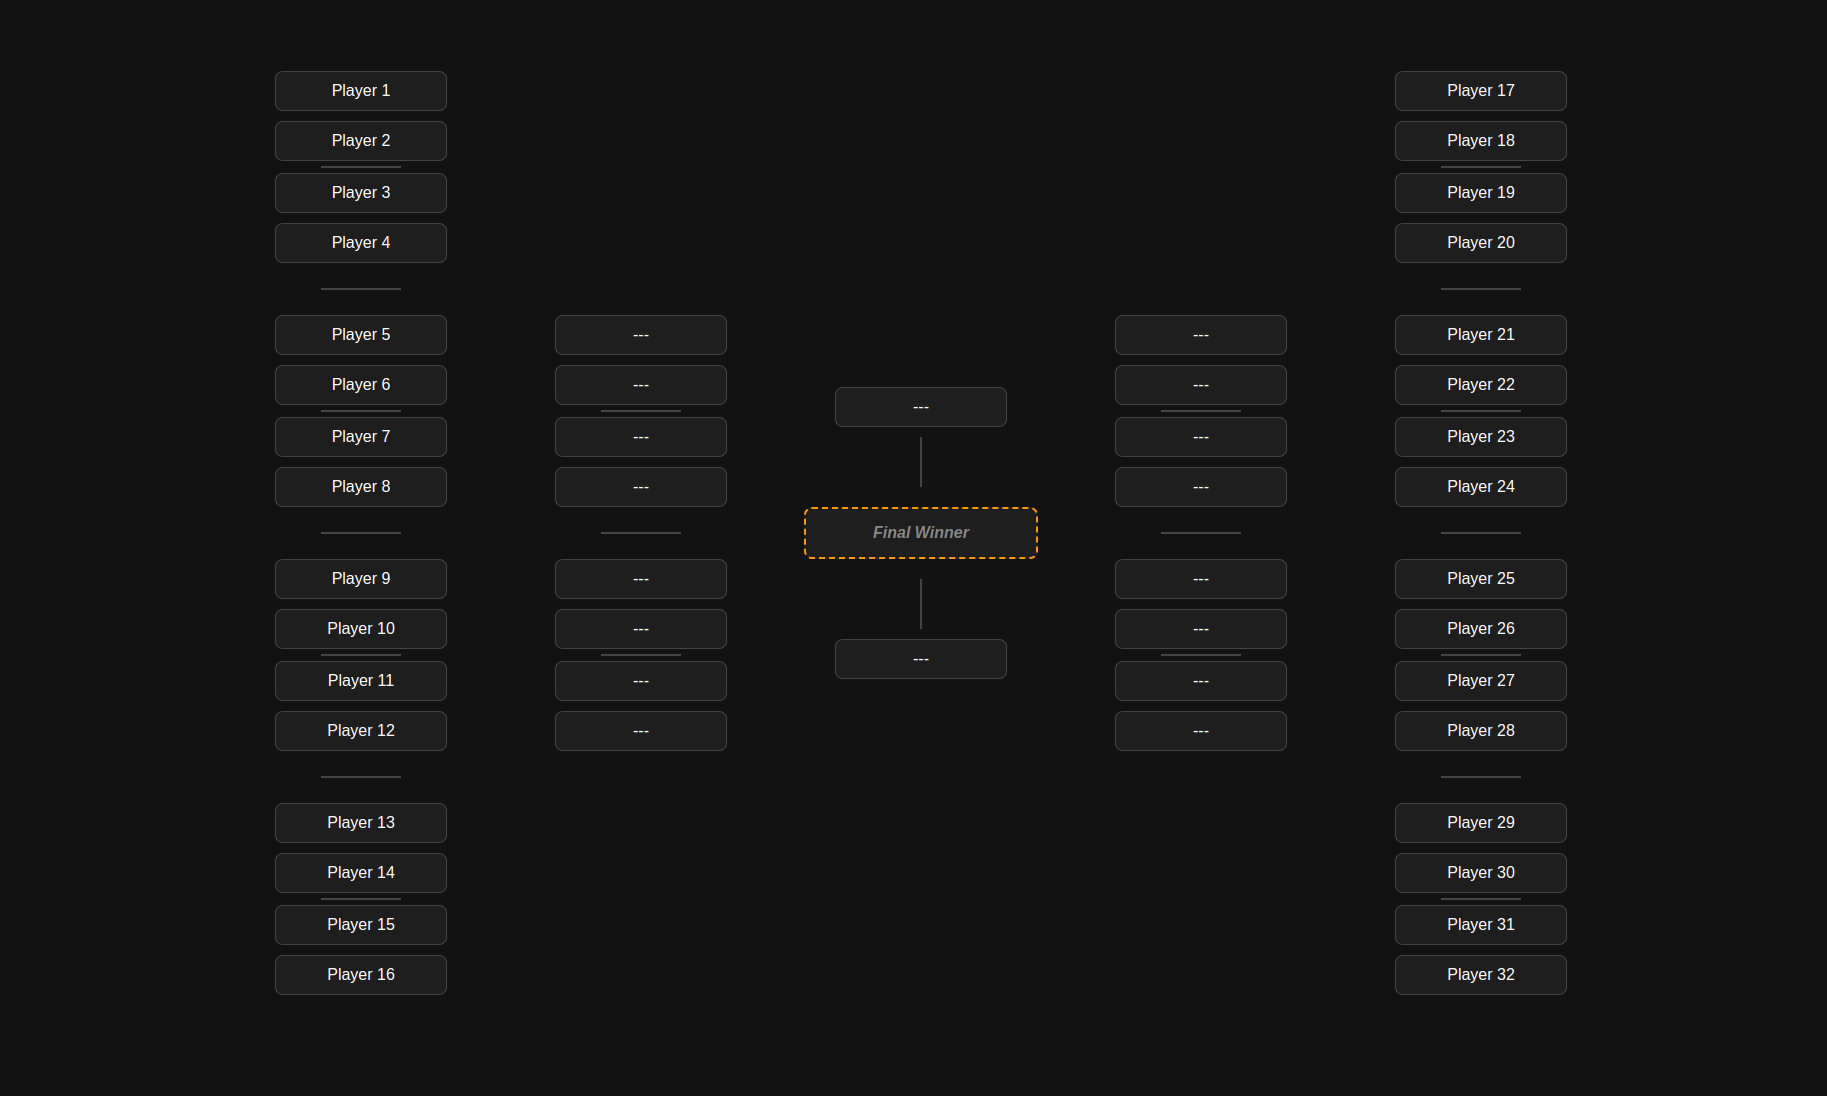 Player 1
Player 2
Player 3
Player 4
Player 5
Player 6
Player 7
Player 8
Player 9
Player 10
Player 11
Player 12
Player 13
Player 14
Player 15
Player 16
---
---
---
---
---
---
---
---
---
Final Winner
---
---
---
---
---
---
---
---
---
Player 17
Player 18
Player 19
Player 20
Player 21
Player 22
Player 23
Player 24
Player 25
Player 26
Player 27
Player 28
Player 29
Player 30
Player 31
Player 32